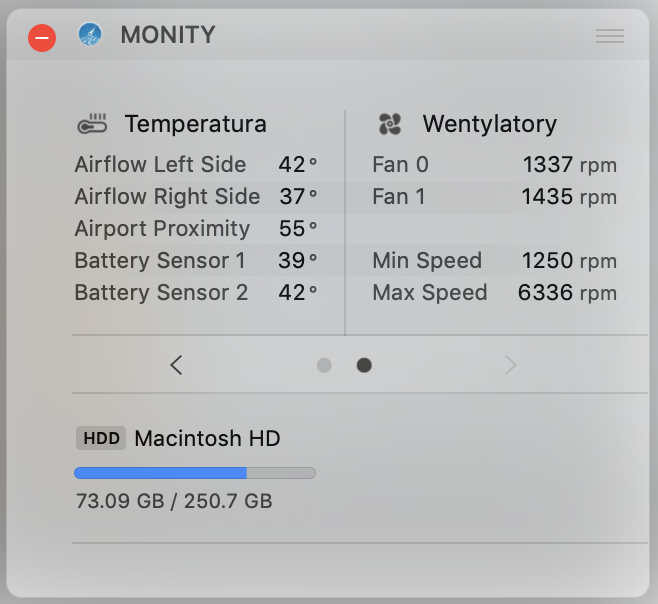 MONITY
Temperatura
Airflow Left Side 42°
Airflow Right Side 37°
Airport Proximity 55°
Battery Sensor 1 39°
Battery Sensor 2 42°
Wentylatory
Fan 0 1337 rpm
Fan 1 1435 rpm
Min Speed 1250 rpm
Max Speed 6336 rpm
HDD Macintosh HD
73.09 GB / 250.7 GB